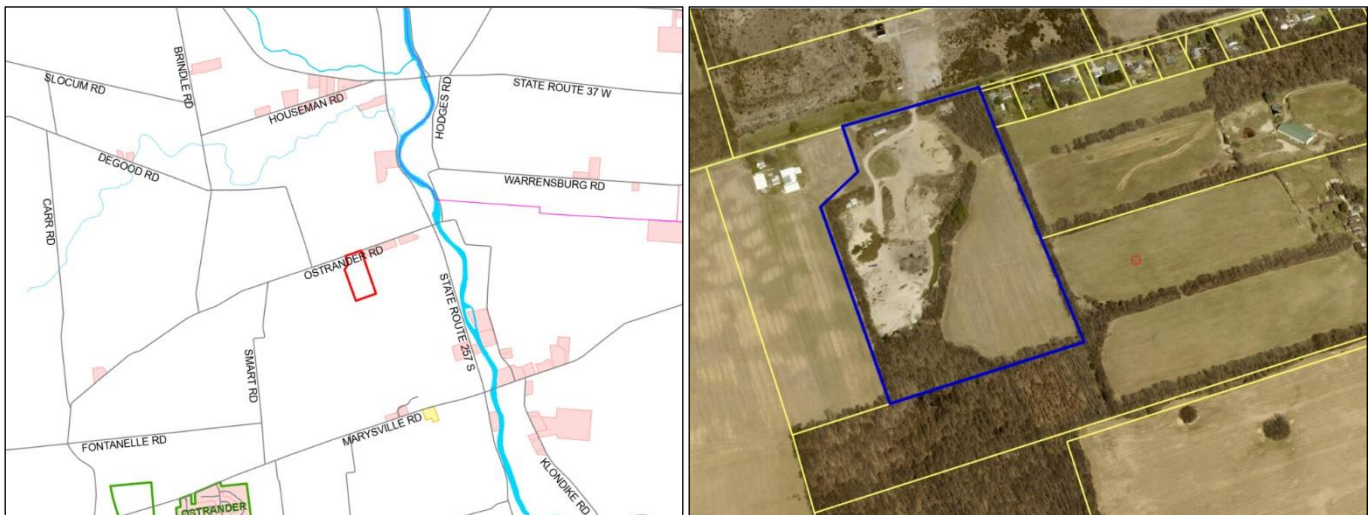 STATE ROUTE 37 W
BRINDLE RD
SLOCUM RD
HODGES RD
HOUSEMAN RD
DEGOOD RD
WARRENSBURG RD
CARR RD
OSTRANDER RD
STATE ROUTE 257 S
SMART RD
MARYSVILLE RD
FONTANELLE RD
KLONDIKE RD
OSTRANDER